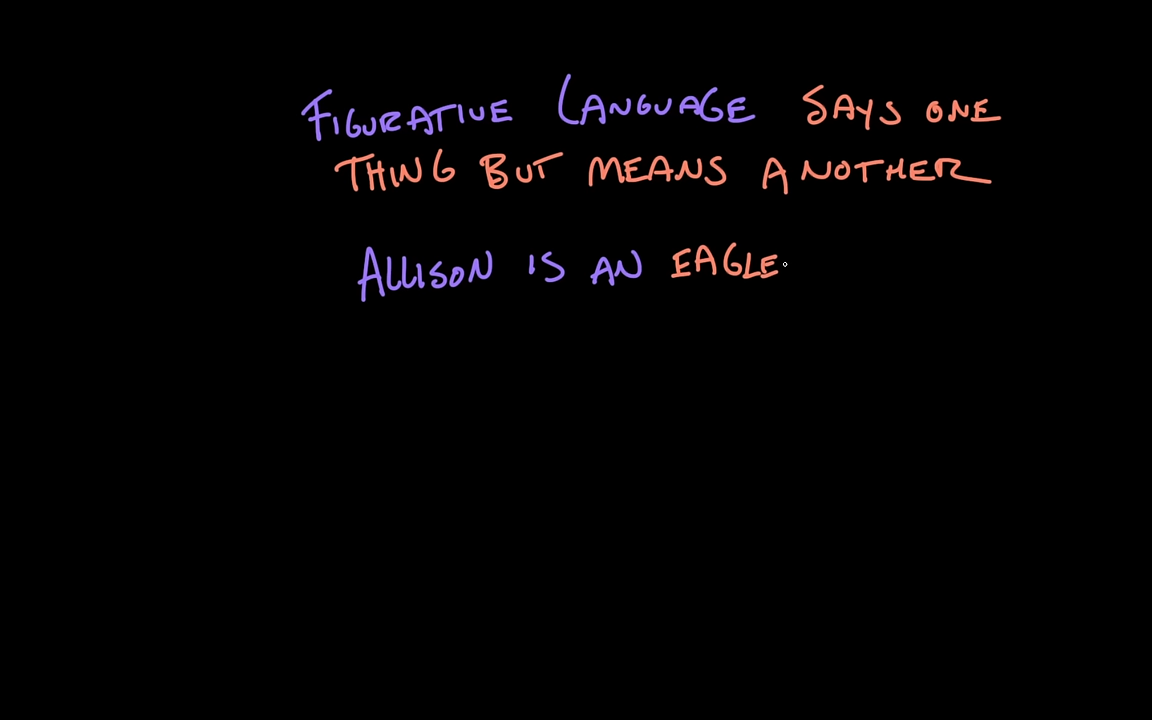 FIGURATIVE LANGUAGE SAYS ONE
THING BUT MEANS ANOTHER
ALLISON IS AN EAGLE